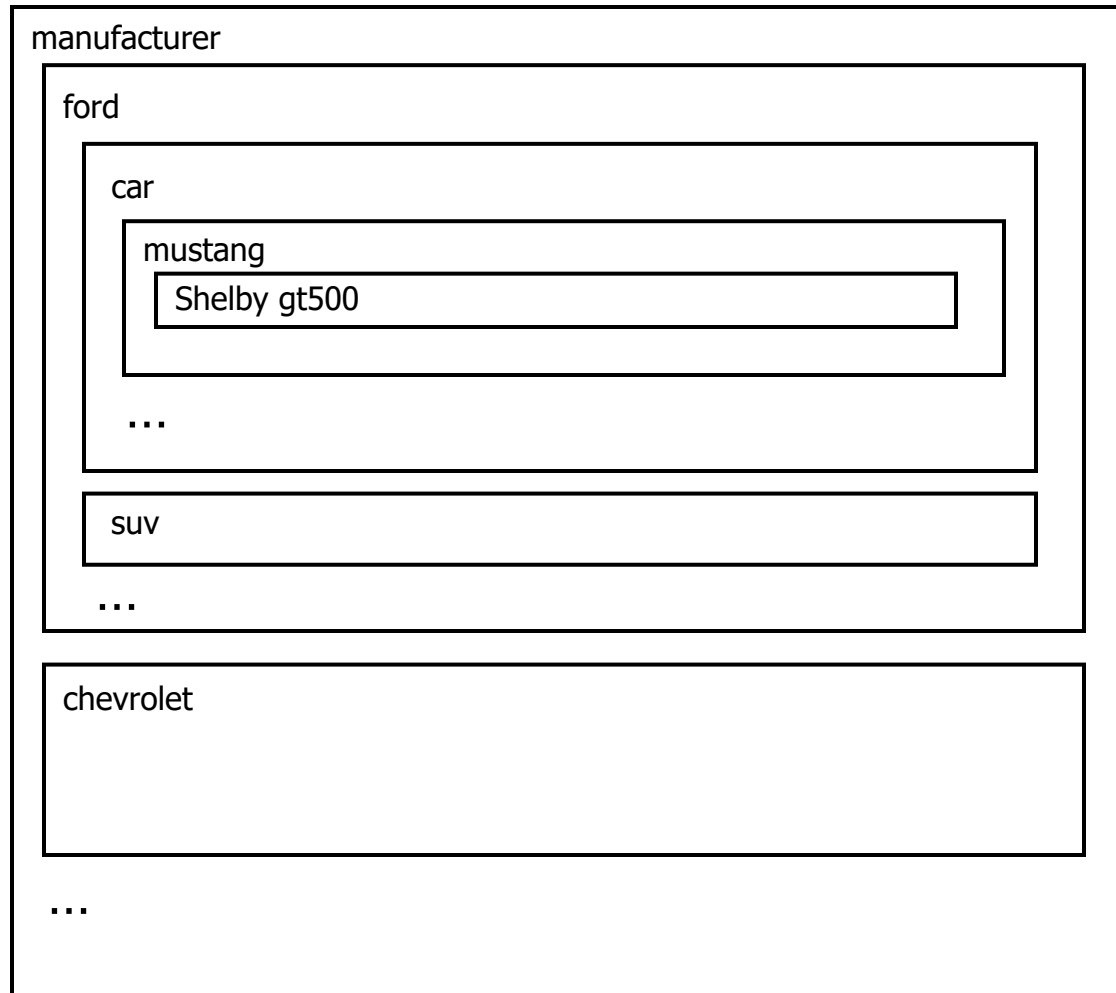 manufacturer
ford
car
mustang
Shelby gt500
...
suv
...
chevrolet
...